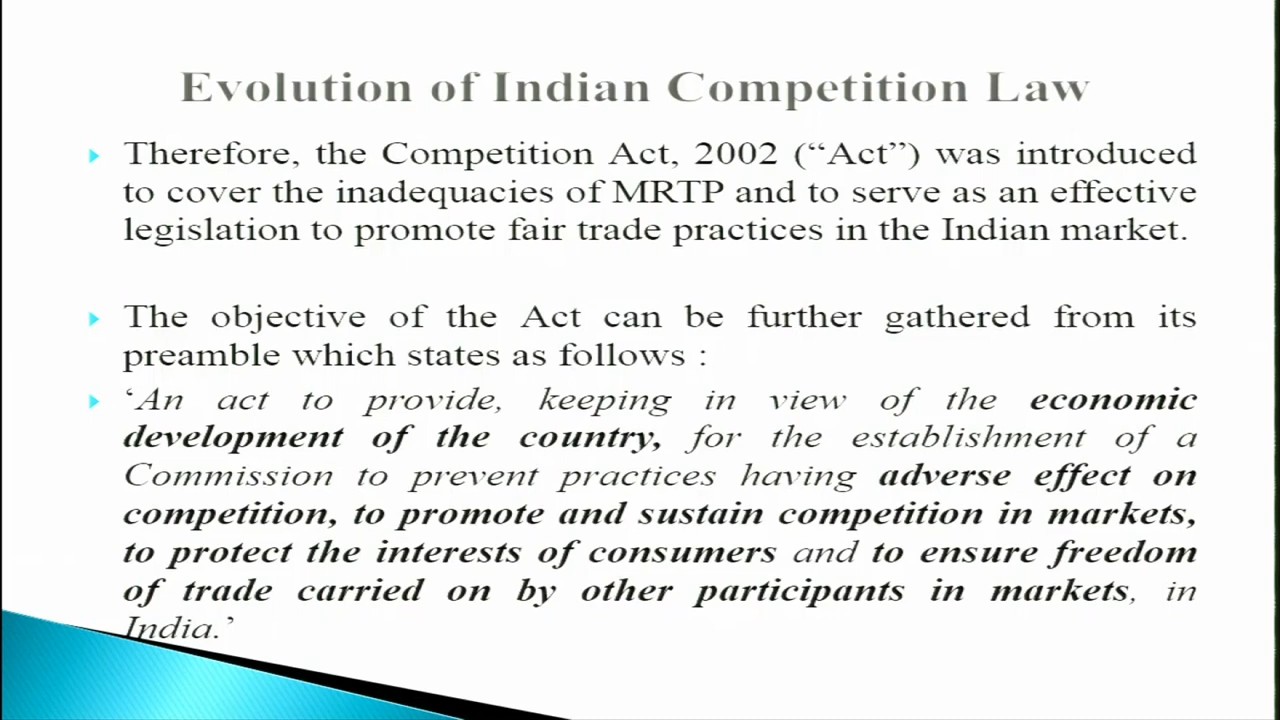 Evolution of Indian Competition Law
Therefore, the Competition Act, 2002 (“Act”) was introduced
to cover the inadequacies of MRTP and to serve as an effective
legislation to promote fair trade practices in the Indian market.
The objective of the Act can be further gathered from its
preamble which states as follows :
‘An act to provide, keeping in view of the economic
development of the country, for the establishment of a
Commission to prevent practices having adverse effect on
competition, to promote and sustain competition in markets,
to protect the interests of consumers and to ensure freedom
of trade carried on by other participants in markets, in
India.’